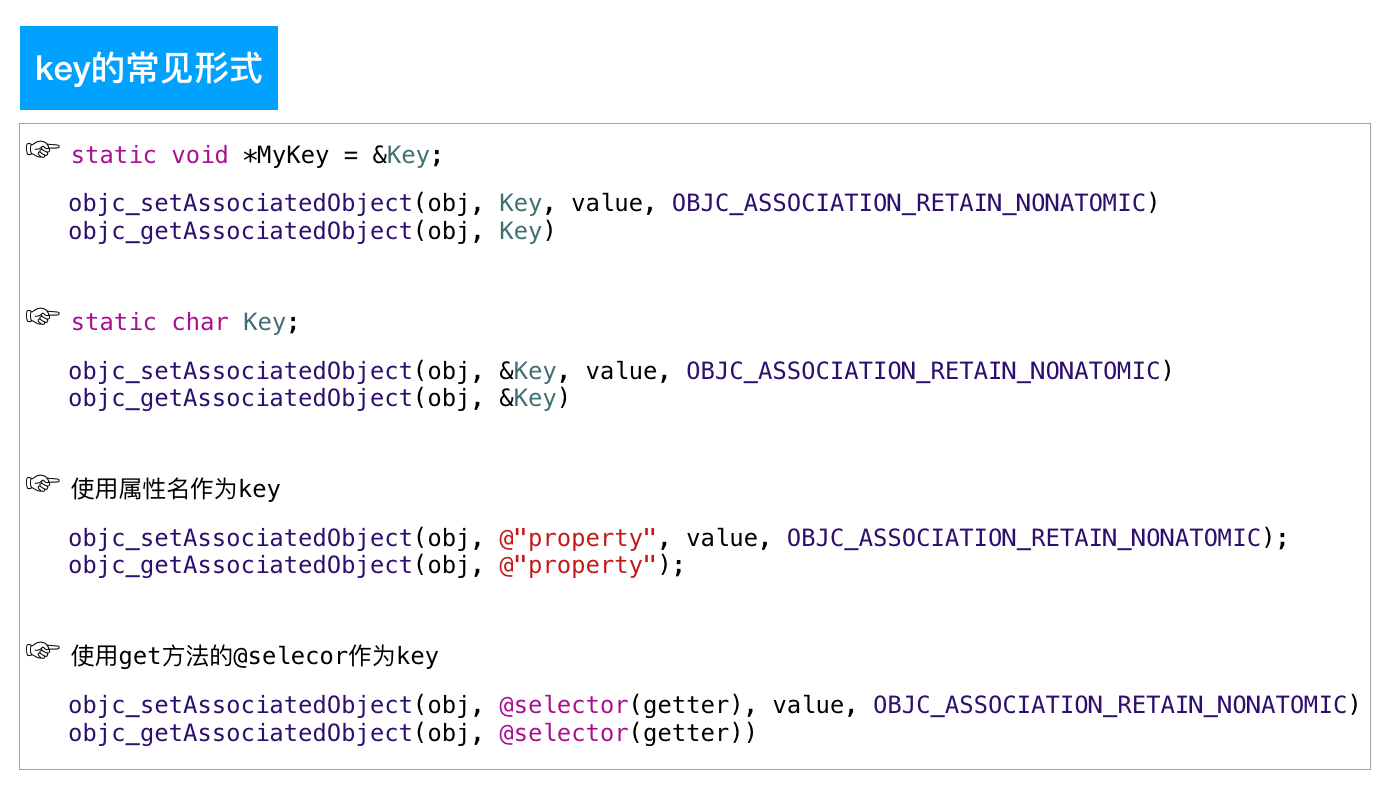 key的常见形式
static void *MyKey = &Key;
objc_setAssociatedObject(obj, Key, value, OBJC_ASSOCIATION_RETAIN_NONATOMIC)
objc_getAssociatedObject(obj, Key)
static char Key;
objc_setAssociatedObject(obj, &Key, value, OBJC_ASSOCIATION_RETAIN_NONATOMIC)
objc_getAssociatedObject(obj, &Key)
使用属性名作为key
objc_setAssociatedObject(obj, @"property", value, OBJC_ASSOCIATION_RETAIN_NONATOMIC);
objc_getAssociatedObject(obj, @"property");
使用get方法的@selecor作为key
objc_setAssociatedObject(obj, @selector(getter), value, OBJC_ASSOCIATION_RETAIN_NONATOMIC)
objc_getAssociatedObject(obj, @selector(getter))